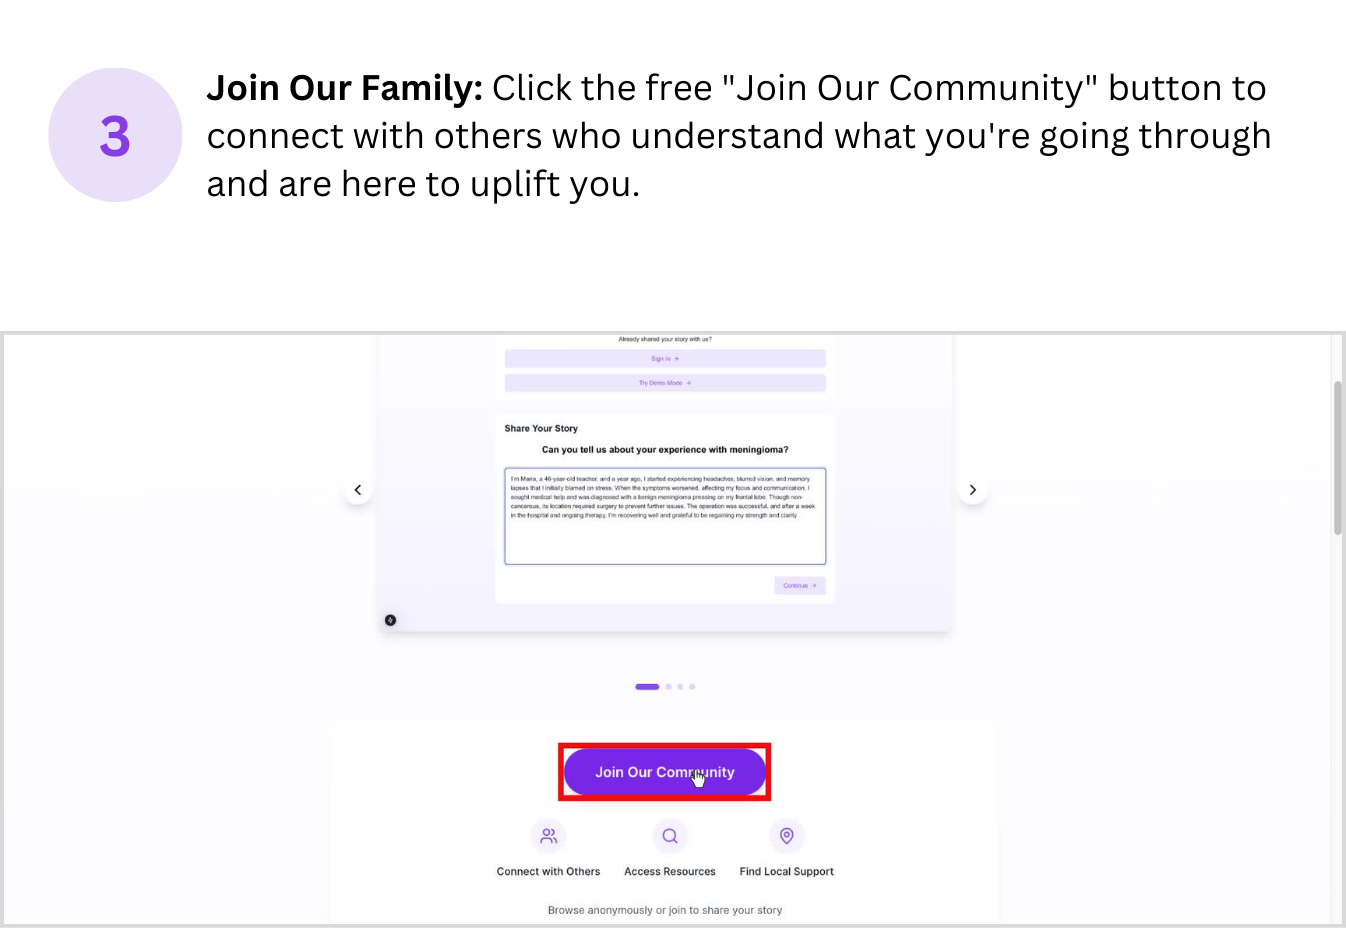 3
Join Our Family: Click the free "Join Our Community" button to
connect with others who understand what you're going through
and are here to uplift you.
Already shared your story with us?
Sign In →
Try Demo Mode →
Share Your Story
Can you tell us about your experience with meningioma?
I'm Maria, a 46-year-old teacher, and a year ago, I started experiencing headaches, blurred vision, and memory
lapses that I initially blamed on stress. When the symptoms worsened, affecting my focus and communication, I
sought medical help and was diagnosed with a benign meningioma pressing on my frontal lobe. Though non-
cancerous, its location required surgery to prevent further issues. The operation was successful, and after a week
in the hospital and ongoing therapy, I'm recovering well and grateful to be regaining my strength and clarity.
Continue →
Join Our Community
Connect with Others Access Resources Find Local Support
Browse anonymously or join to share your story